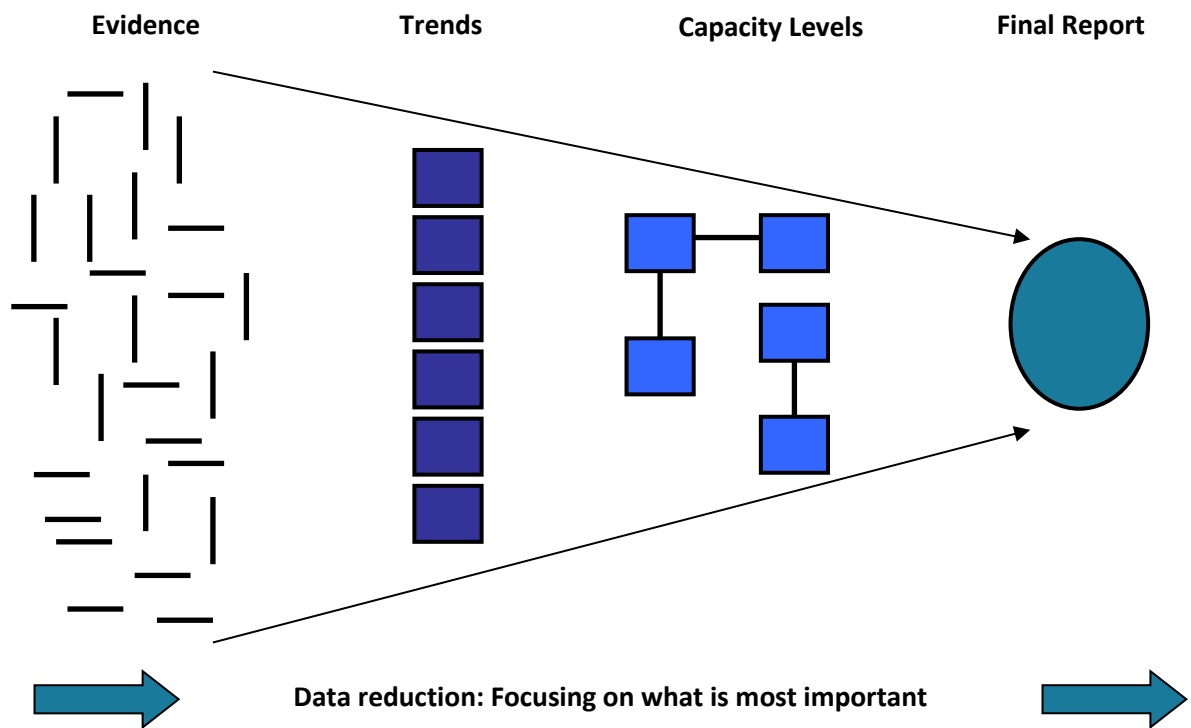 Evidence Trends Capacity Levels Final Report
Data reduction: Focusing on what is most important